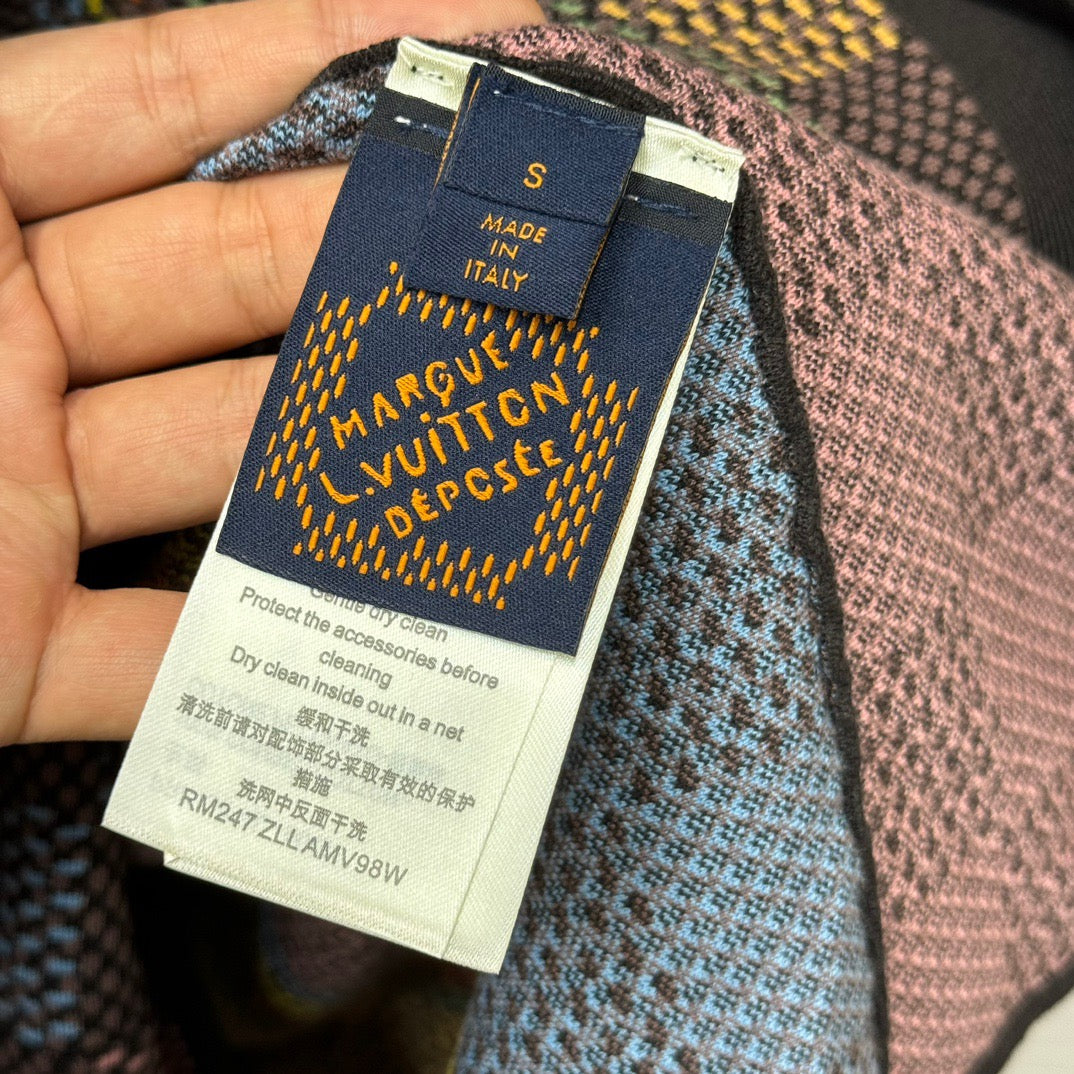 S
MADE
IN
ITALY
MARQUE
L.VUITTON
DÉPOSÉE
Gentle dry clean
Protect the accessories before
cleaning
Dry clean inside out in a net
缓和干洗
清洗前请对配饰部分采取有效的保护
措施
洗网中反面干洗
RM247 ZLL AMV98W